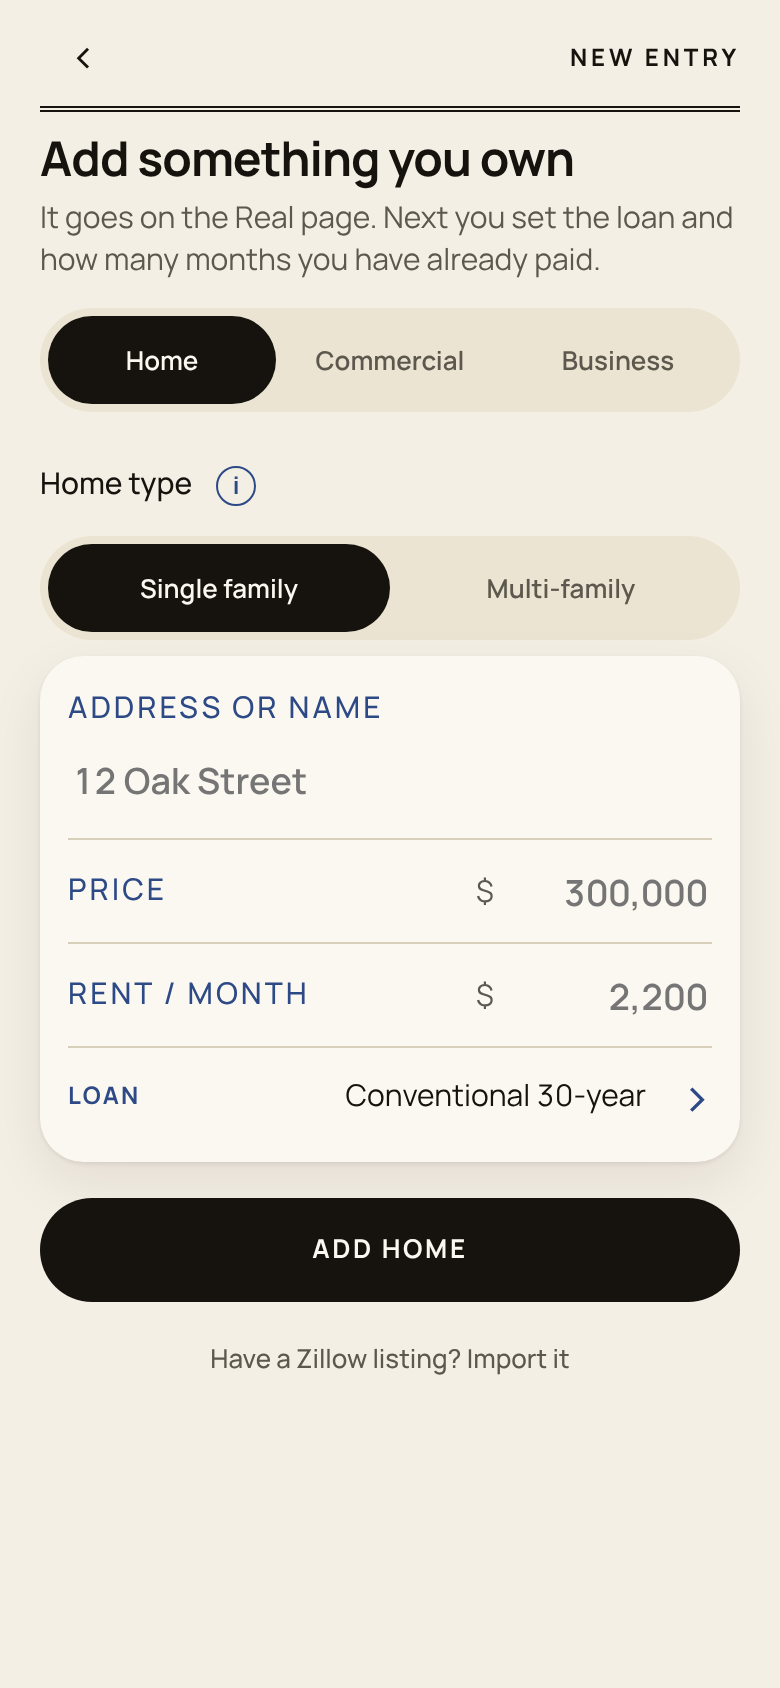 NEW ENTRY
Add something you own
It goes on the Real page. Next you set the loan and
how many months you have already paid.
Home Commercial Business
Home type i
Single family Multi-family
ADDRESS OR NAME
12 Oak Street
PRICE $ 300,000
RENT / MONTH $ 2,200
LOAN Conventional 30-year
ADD HOME
Have a Zillow listing? Import it